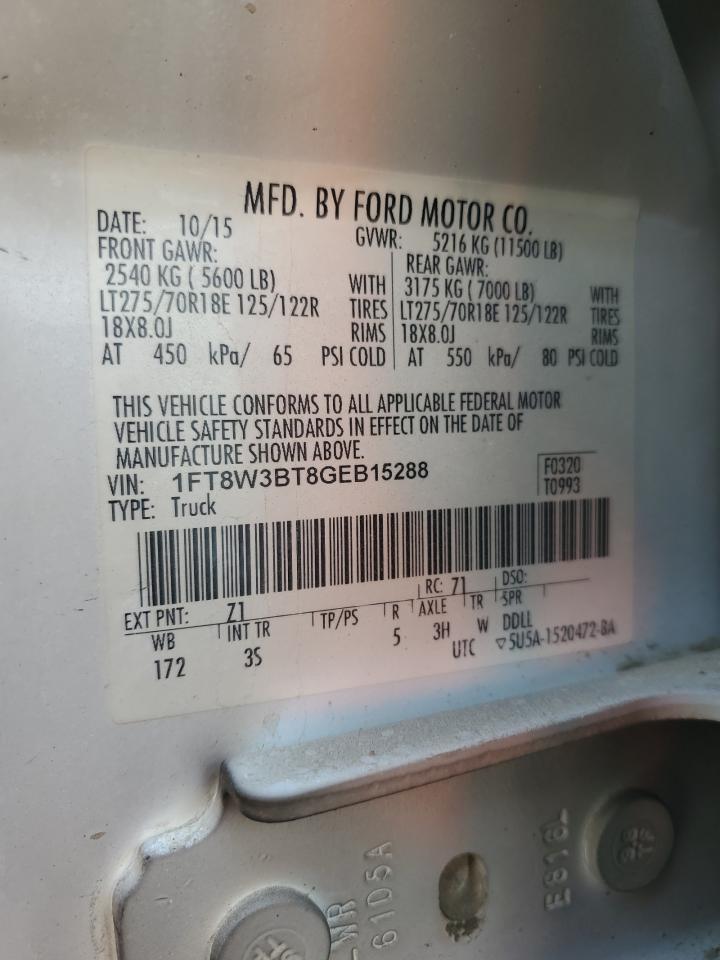 MFD. BY FORD MOTOR CO.
DATE: 10/15 GVWR: 5216 KG (11500 LB)
FRONT GAWR: REAR GAWR:
2540 KG ( 5600 LB) WITH 3175 KG ( 7000 LB) WITH
LT275/70R18E 125/122R TIRES LT275/70R18E 125/122R TIRES
18X8.0J RIMS 18X8.0J RIMS
AT 450 kPa/ 65 PSI COLD AT 550 kPa/ 80 PSI COLD
THIS VEHICLE CONFORMS TO ALL APPLICABLE FEDERAL MOTOR
VEHICLE SAFETY STANDARDS IN EFFECT ON THE DATE OF
MANUFACTURE SHOWN ABOVE.
VIN: 1FT8W3BT8GEB15288 F0320
TYPE: Truck T0993
EXT PNT: Z1 RC: 71 DSO:
WB INT TR TP/PS R AXLE TR SPR
172 3S 5 3H W DDLL
UTC ▽5U5A-1520472-BA
6105A
E818L